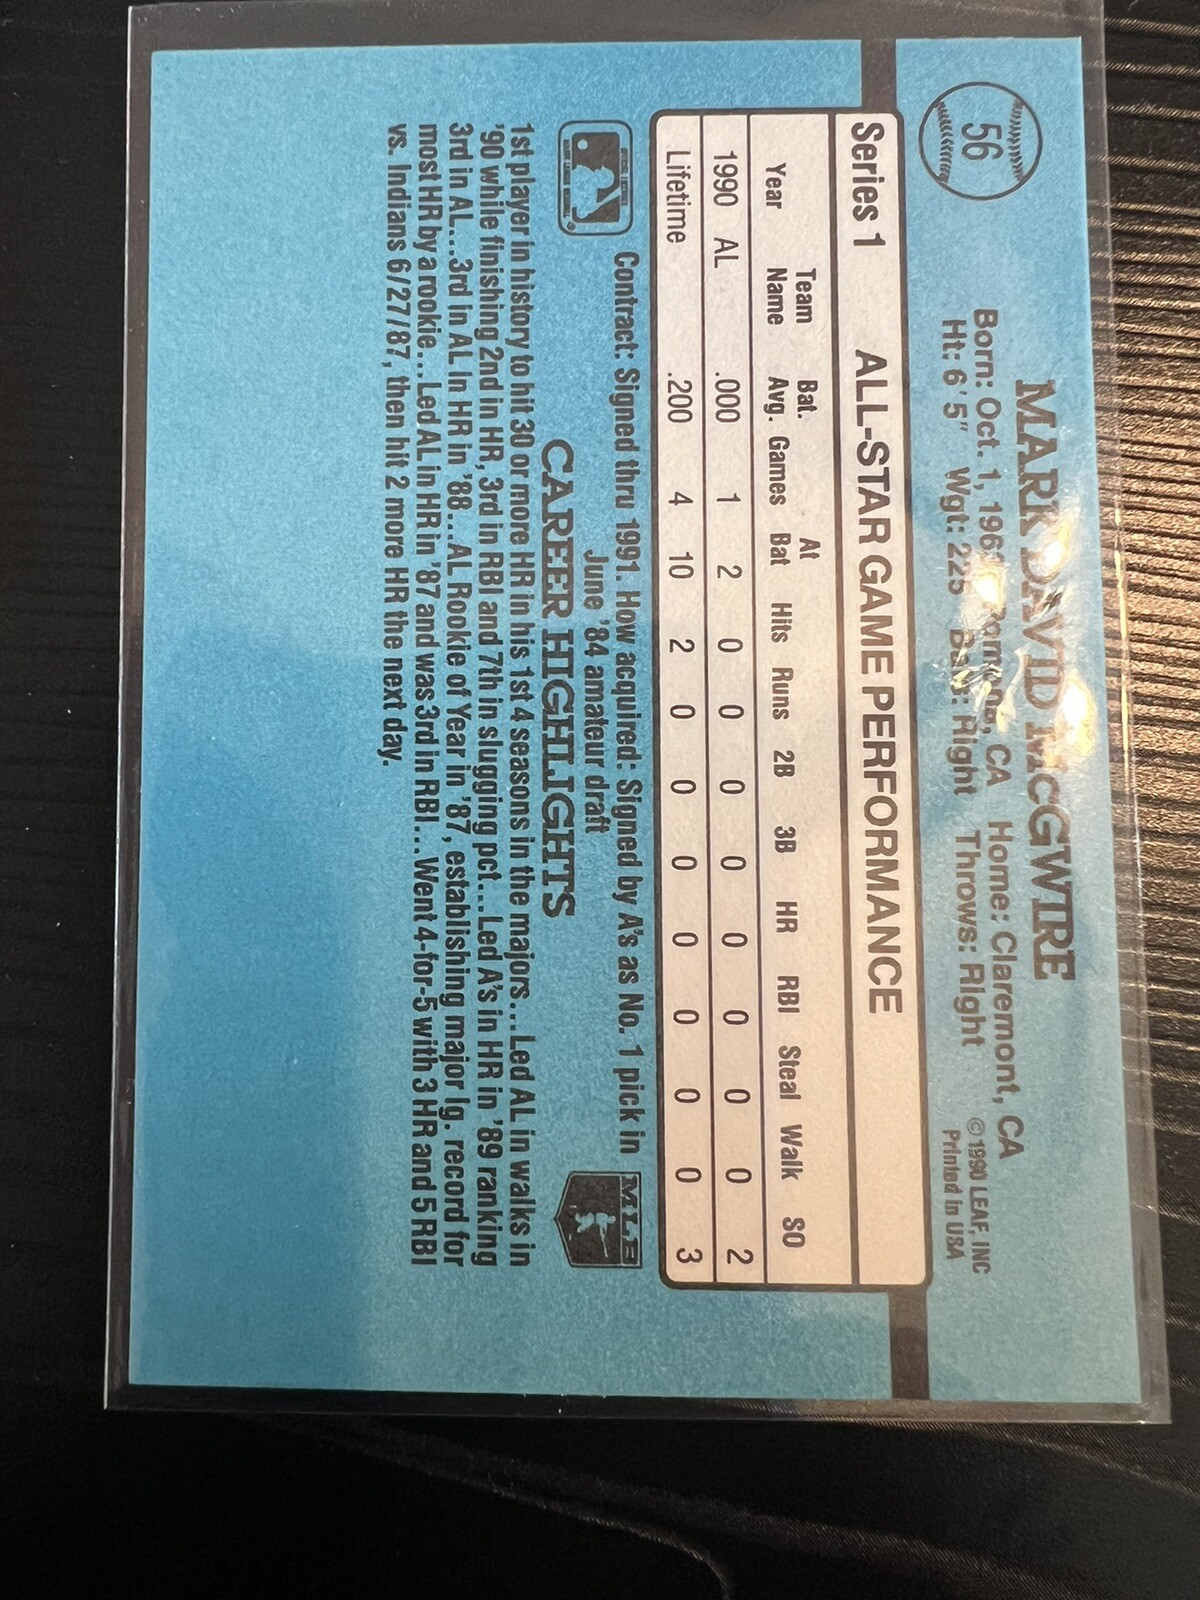 56
MARK DAVID McGWIRE
Born: Oct. 1, 196 Pomona, CA Home: Claremont, CA
Ht: 6'5" Wgt: 225 Bats: Right Throws: Right
© 1990 LEAF, INC
Printed in USA
Series 1 ALL-STAR GAME PERFORMANCE
Year Team Name Bat. Avg. Games At Bat Hits Runs 2B 3B HR RBI Steal Walk SO
1990 AL .000 1 2 0 0 0 0 0 0 0 0 2
Lifetime .200 4 10 2 0 0 0 0 0 0 0 3
Contract: Signed thru 1991. How acquired: Signed by A's as No. 1 pick in
June '84 amateur draft
MLB
CAREER HIGHLIGHTS
1st player in history to hit 30 or more HR in his 1st 4 seasons in the majors...Led AL in walks in
'90 while finishing 2nd in HR, 3rd in RBI and 7th in slugging pct...Led A's in HR in '89 ranking
3rd in AL...3rd in AL in HR in '88...AL Rookie of Year in '87, establishing major lg. record for
most HR by a rookie...Led AL in HR in '87 and was 3rd in RBI...Went 4-for-5 with 3 HR and 5 RBI
vs. Indians 6/27/87, then hit 2 more HR the next day.